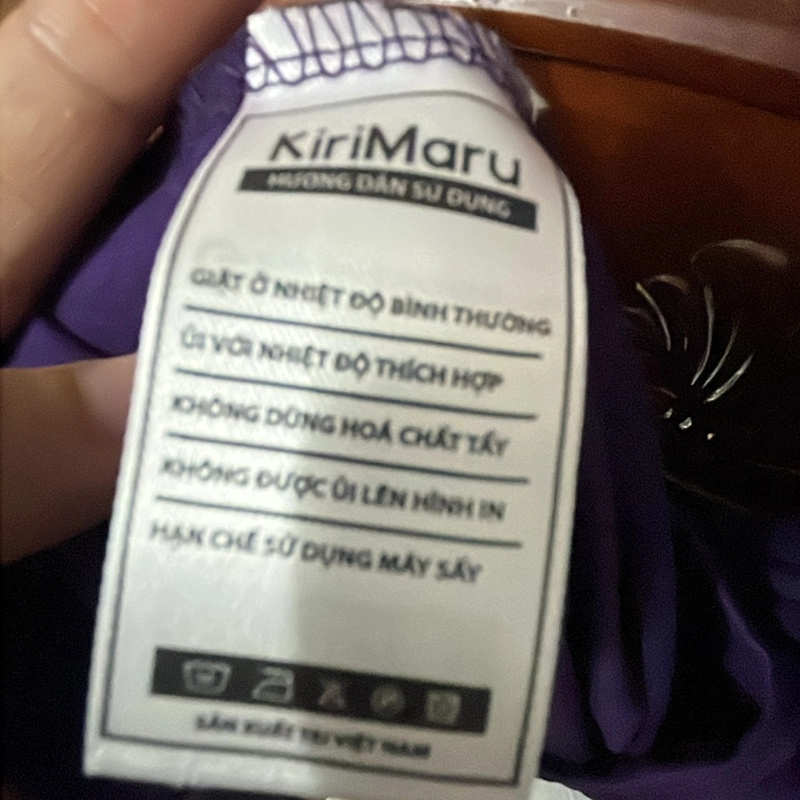 KiriMaru
HƯỚNG DẪN SỬ DỤNG
GIẶT Ở NHIỆT ĐỘ BÌNH THƯỜNG
ỦI VỚI NHIỆT ĐỘ THÍCH HỢP
KHÔNG DÙNG HOÁ CHẤT TẨY
KHÔNG ĐƯỢC ỦI LÊN HÌNH IN
HẠN CHẾ SỬ DỤNG MÁY SẤY
SẢN XUẤT TẠI VIỆT NAM